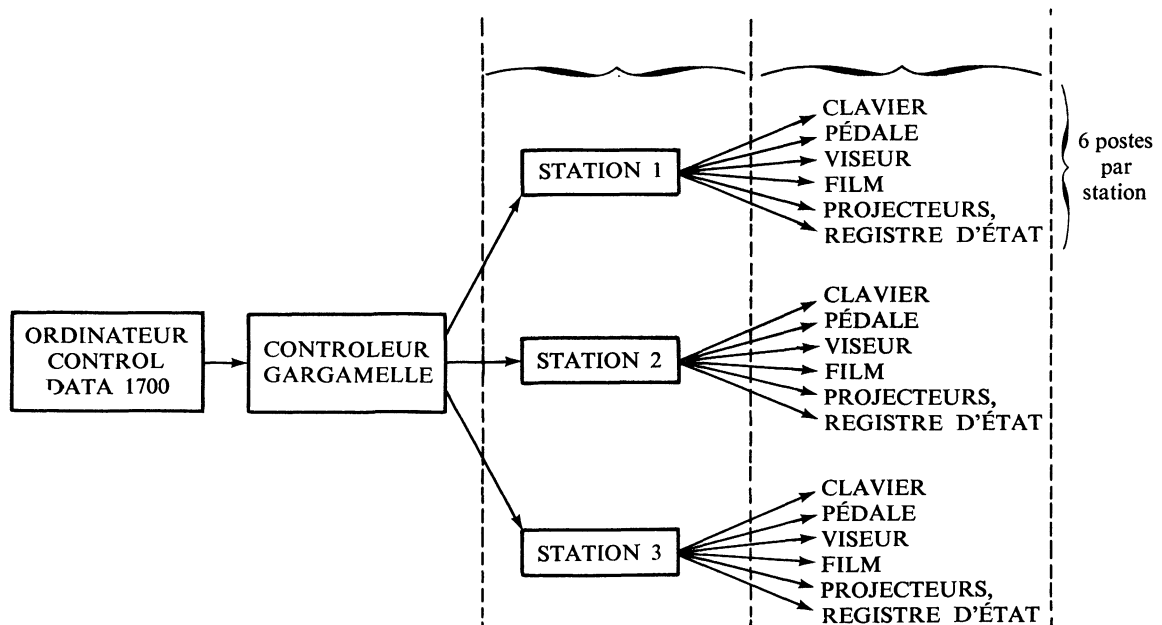 ORDINATEUR
CONTROL
DATA 1700
CONTROLEUR
GARGAMELLE
STATION 1
CLAVIER
PÉDALE
VISEUR
FILM
PROJECTEURS,
REGISTRE D'ÉTAT
6 postes
par
station
STATION 2
CLAVIER
PÉDALE
VISEUR
FILM
PROJECTEURS,
REGISTRE D'ÉTAT
STATION 3
CLAVIER
PÉDALE
VISEUR
FILM
PROJECTEURS,
REGISTRE D'ÉTAT